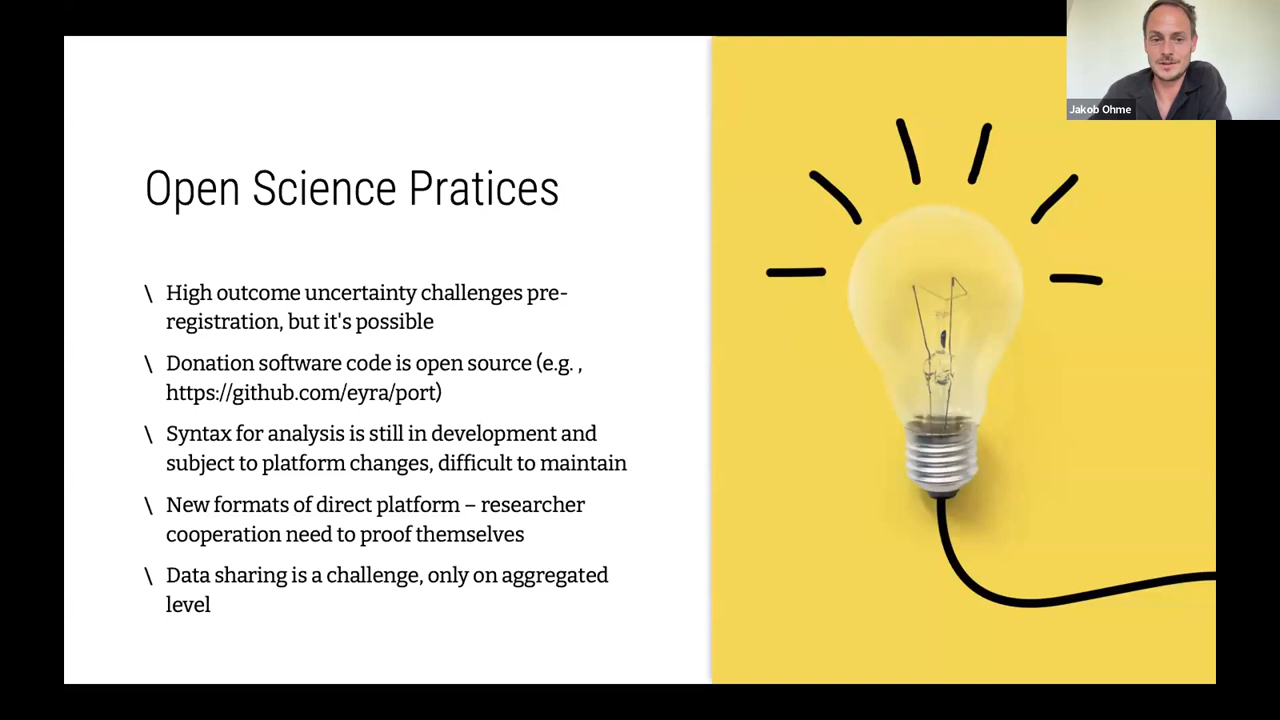 Jakob Ohme
Open Science Pratices
\ High outcome uncertainty challenges pre-
registration, but it's possible
\ Donation software code is open source (e.g. ,
https://github.com/eyra/port)
\ Syntax for analysis is still in development and
subject to platform changes, difficult to maintain
\ New formats of direct platform – researcher
cooperation need to proof themselves
\ Data sharing is a challenge, only on aggregated
level